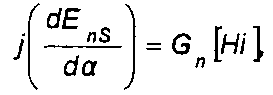 j(dE_nS/dα) = G_n [Hi],